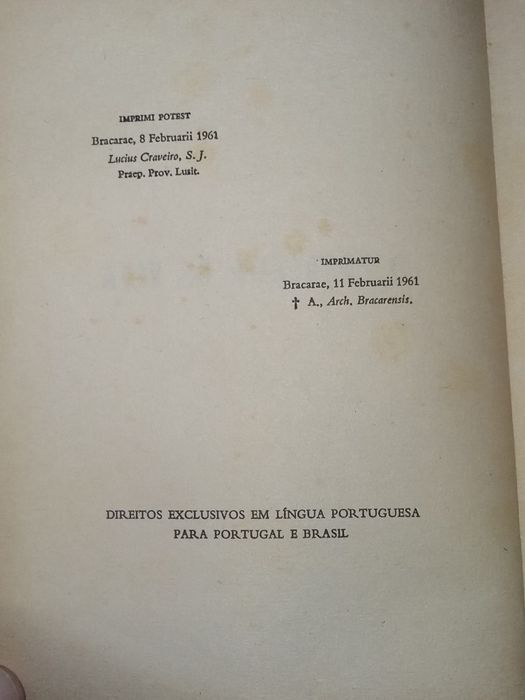 IMPRIMI POTEST
Bracarae, 8 Februarii 1961
Lucius Craveiro, S. J.
Praep. Prov. Lusit.
IMPRIMATUR
Bracarae, 11 Februarii 1961
† A., Arch. Bracarensis.
DIREITOS EXCLUSIVOS EM LÍNGUA PORTUGUESA
PARA PORTUGAL E BRASIL